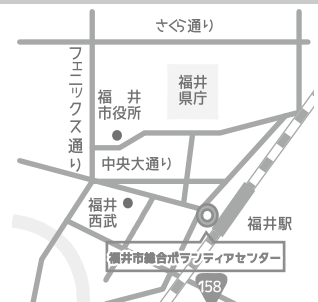 さくら通り
フェニックス通り
福井
県庁
福井
市役所
中央大通り
福井
西武
福井駅
福井市総合ボランティアセンター
158